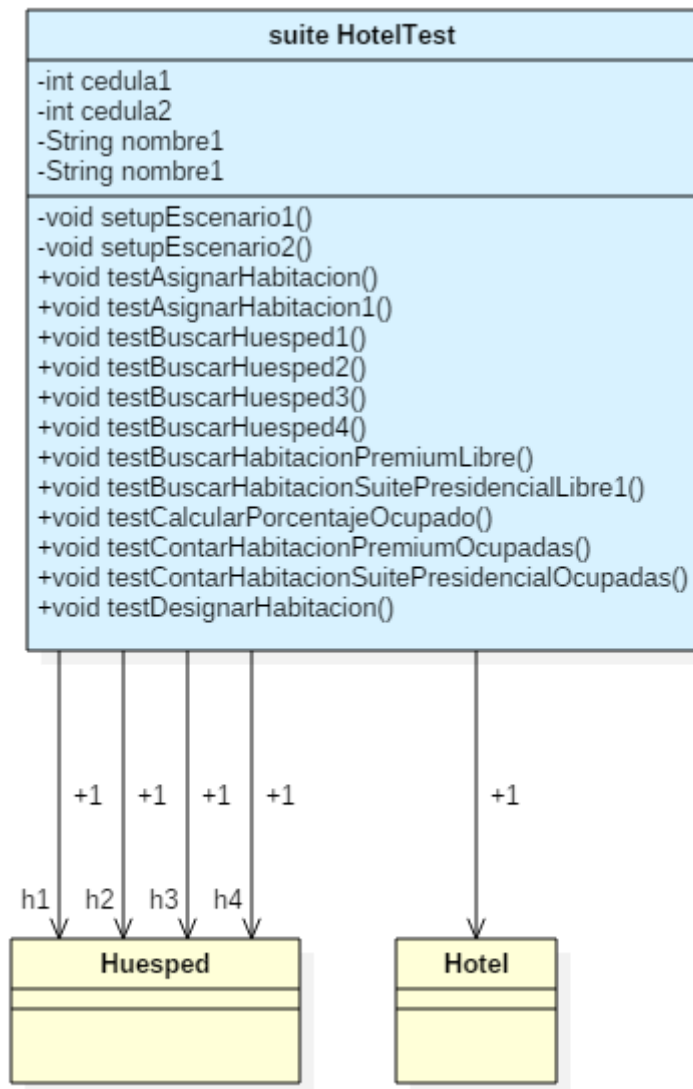 suite HotelTest
-int cedula1
-int cedula2
-String nombre1
-String nombre1
-void setupEscenario1()
-void setupEscenario2()
+void testAsignarHabitacion()
+void testAsignarHabitacion1()
+void testBuscarHuesped1()
+void testBuscarHuesped2()
+void testBuscarHuesped3()
+void testBuscarHuesped4()
+void testBuscarHabitacionPremiumLibre()
+void testBuscarHabitacionSuitePresidencialLibre1()
+void testCalcularPorcentajeOcupado()
+void testContarHabitacionPremiumOcupadas()
+void testContarHabitacionSuitePresidencialOcupadas()
+void testDesignarHabitacion()
+1 +1 +1 +1 +1
h1 h2 h3 h4
Huesped Hotel